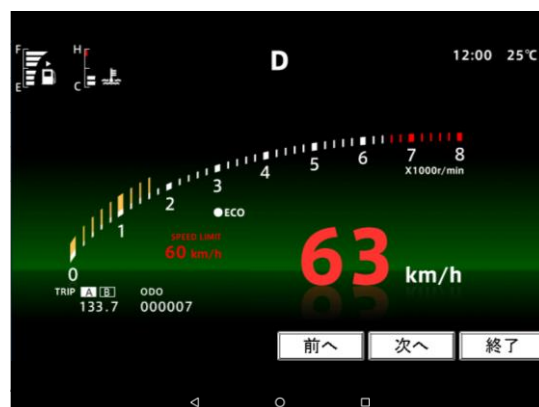 F
H
D
12:00 25℃
E
C
0 1 2 3 4 5 6 7 8
X1000r/min
ECO
SPEED LIMIT
60 km/h
63 km/h
TRIP A B ODO
133.7 000007
前へ 次へ 終了